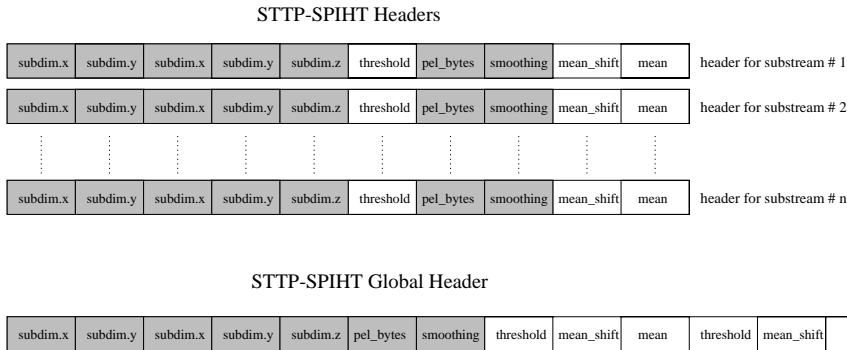 STTP-SPIHT Headers
subdim.x subdim.y subdim.x subdim.y subdim.z threshold pel_bytes smoothing mean_shift mean header for substream # 1
subdim.x subdim.y subdim.x subdim.y subdim.z threshold pel_bytes smoothing mean_shift mean header for substream # 2
subdim.x subdim.y subdim.x subdim.y subdim.z threshold pel_bytes smoothing mean_shift mean header for substream # n
STTP-SPIHT Global Header
subdim.x subdim.y subdim.x subdim.y subdim.z pel_bytes smoothing threshold mean_shift mean threshold mean_shift